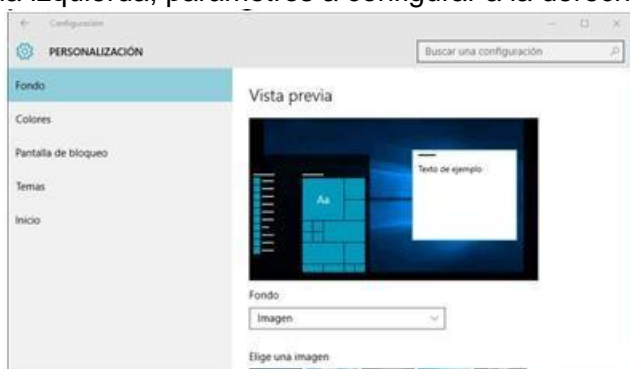 la izquierda, parámetros a configurar a la derech
Configuración
PERSONALIZACIÓN
Buscar una configuración
Fondo
Colores
Pantalla de bloqueo
Temas
Inicio
Vista previa
Texto de ejemplo
Aa
Fondo
Imagen
Elige una imagen